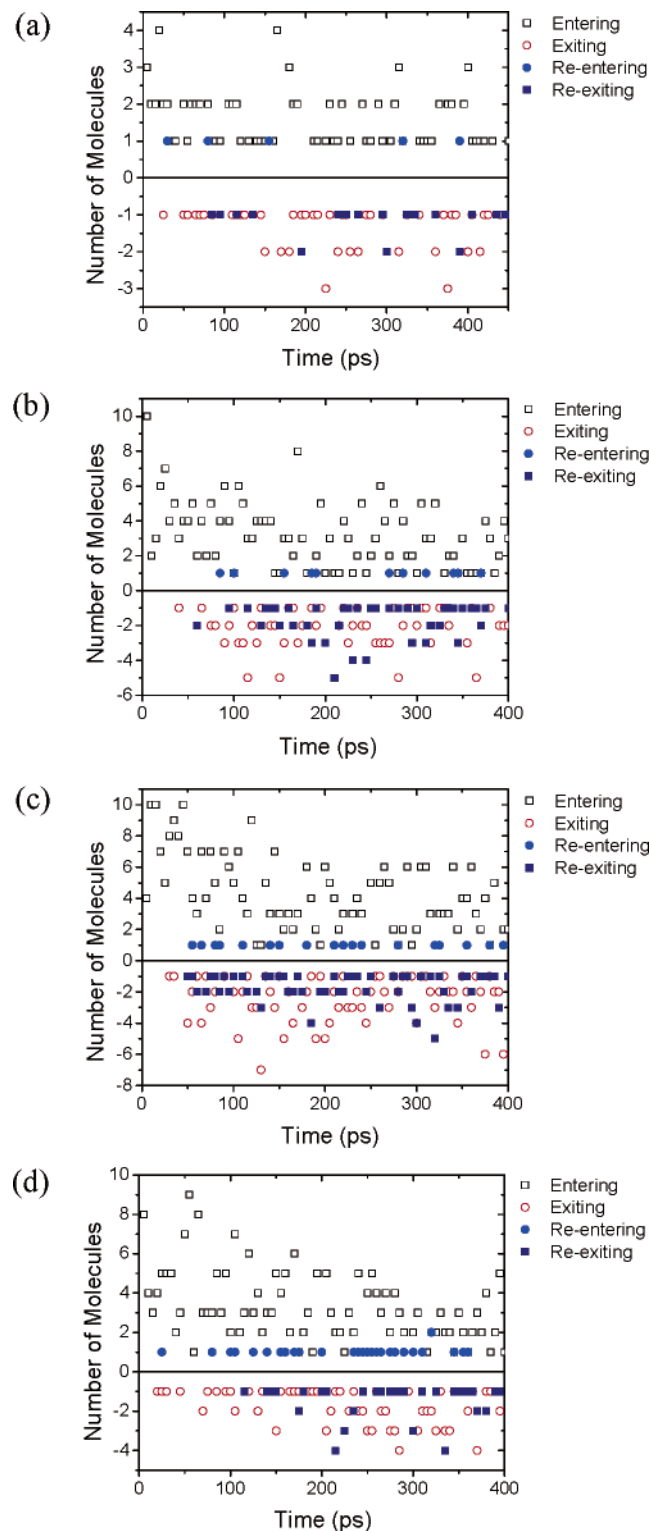 (a)
Number of Molecules
4
3
2
1
0
-1
-2
-3
0 100 200 300 400
Time (ps)
Entering
Exiting
Re-entering
Re-exiting
(b)
Number of Molecules
10
8
6
4
2
0
-2
-4
-6
0 100 200 300 400
Time (ps)
Entering
Exiting
Re-entering
Re-exiting
(c)
Number of Molecules
10
8
6
4
2
0
-2
-4
-6
-8
0 100 200 300 400
Time (ps)
Entering
Exiting
Re-entering
Re-exiting
(d)
Number of Molecules
10
8
6
4
2
0
-2
-4
0 100 200 300 400
Time (ps)
Entering
Exiting
Re-entering
Re-exiting